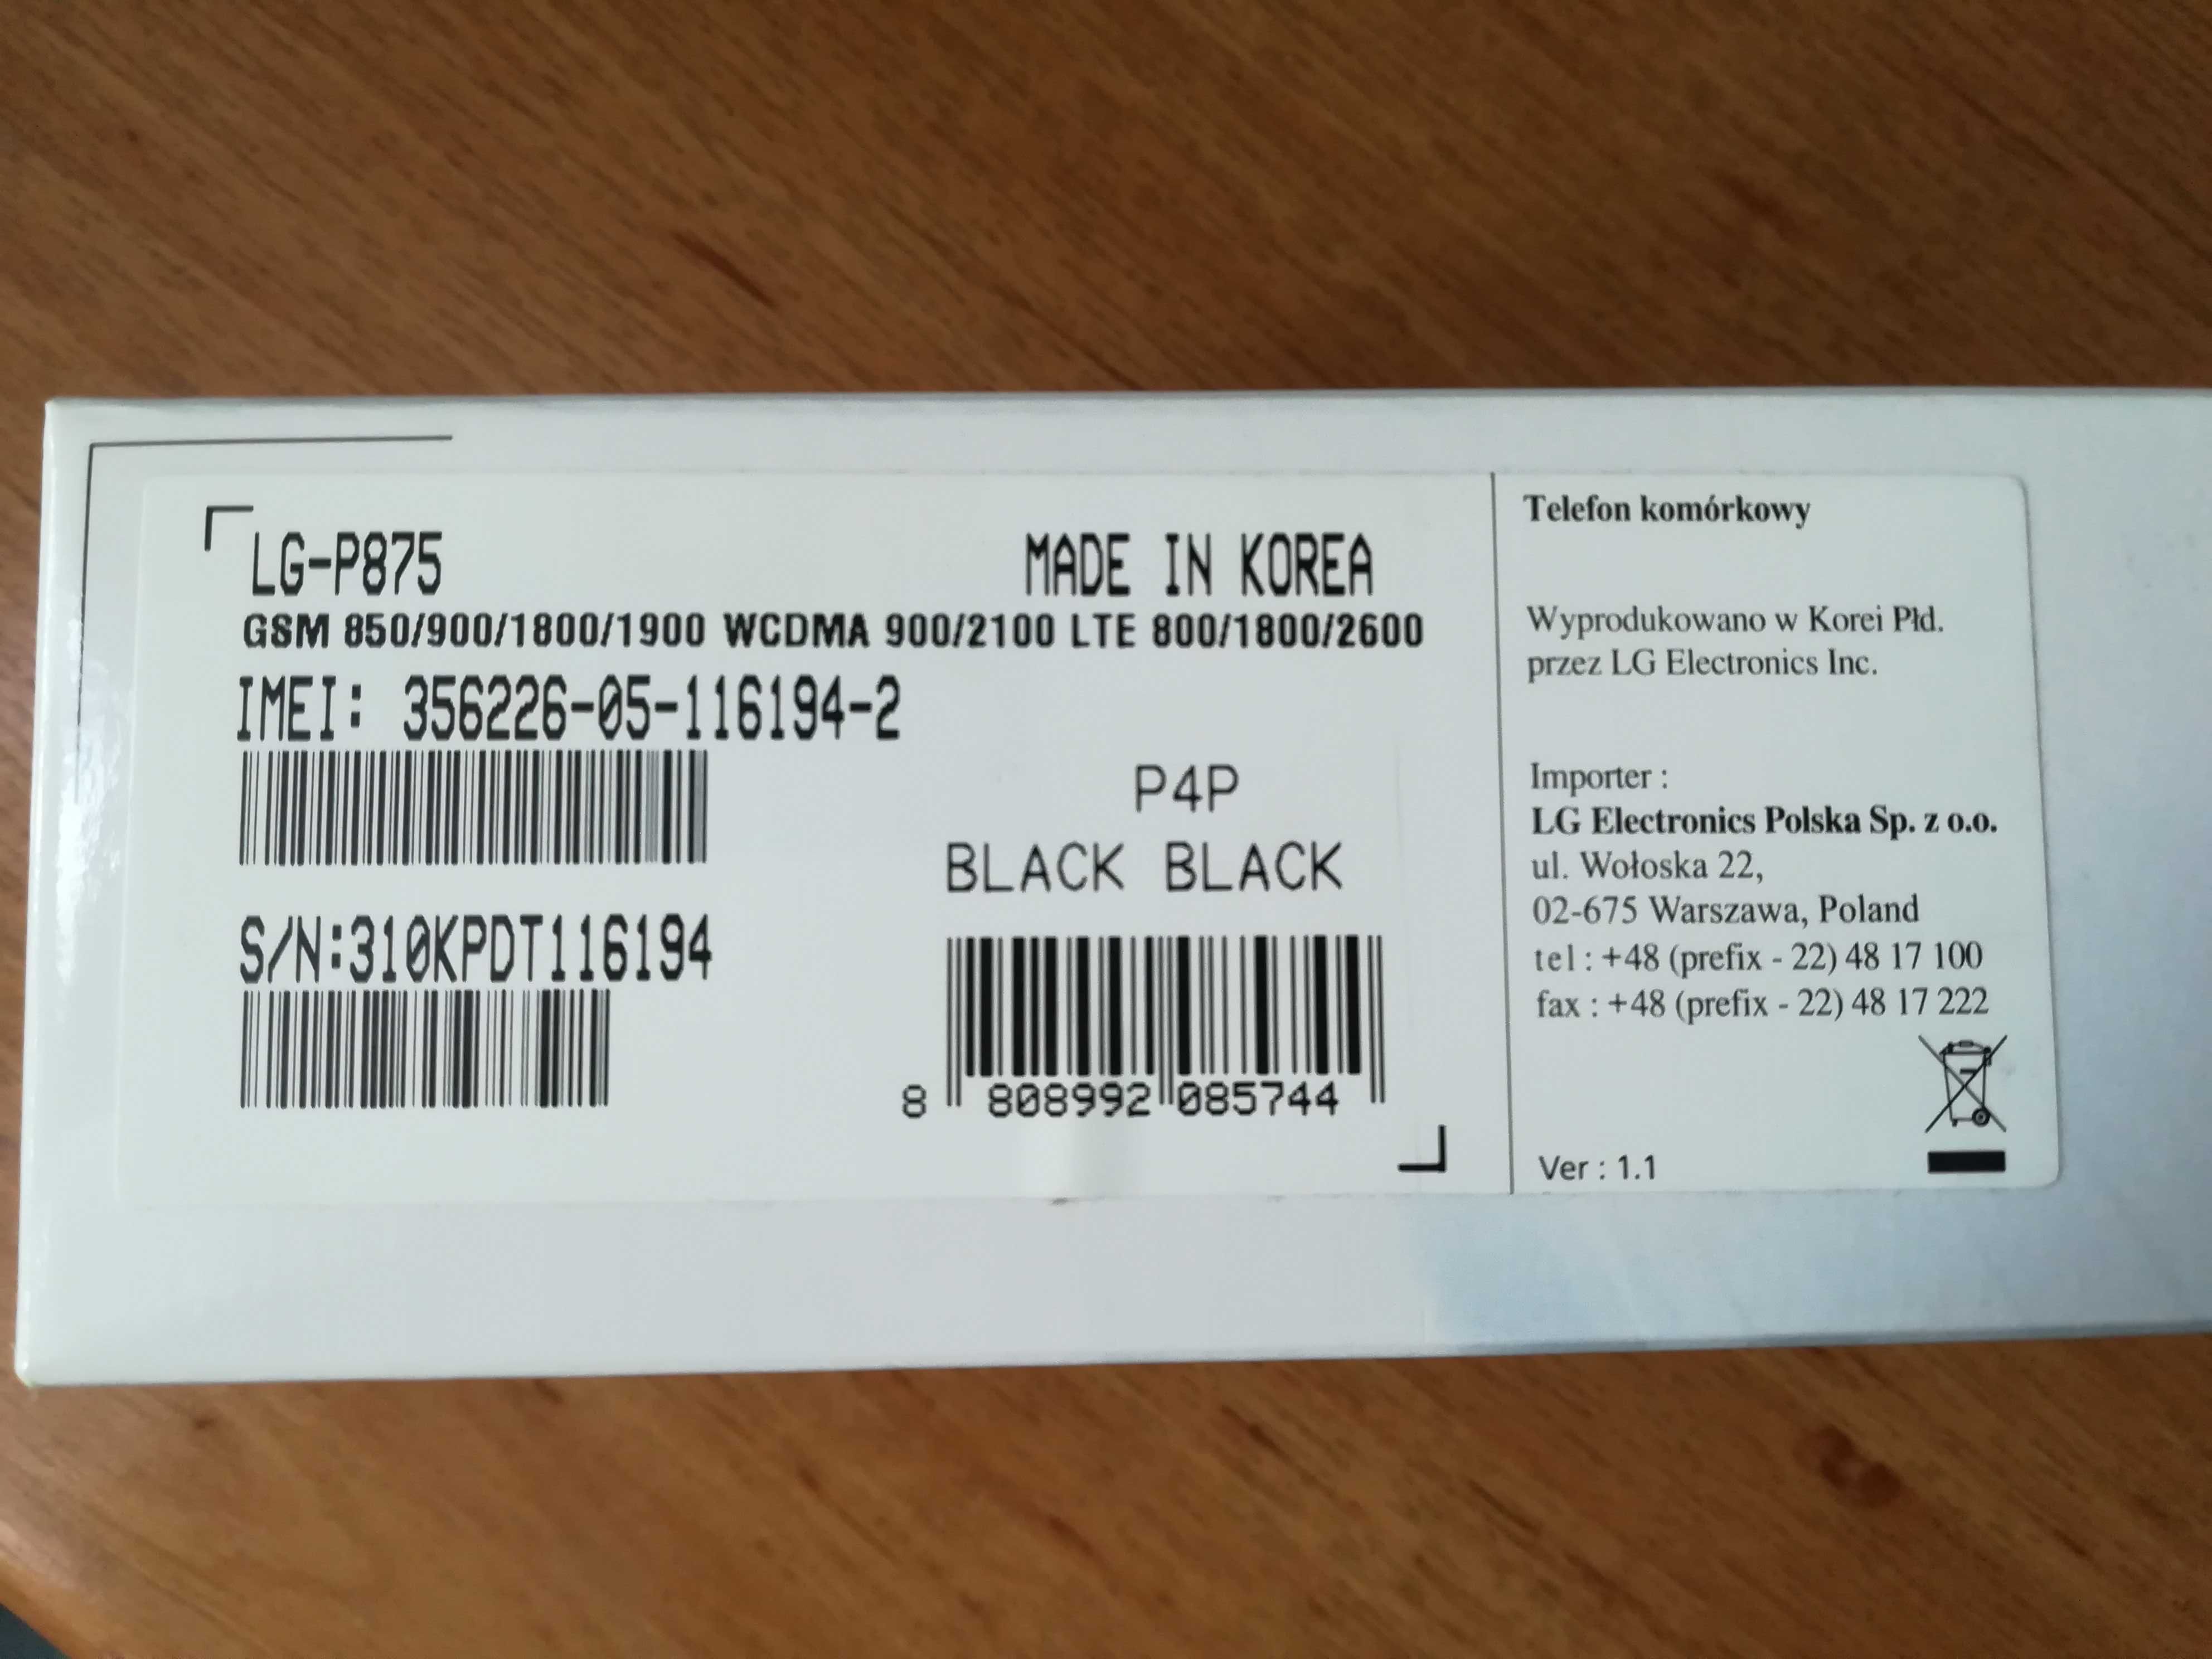 LG-P875
MADE IN KOREA
GSM 850/900/1800/1900 WCDMA 900/2100 LTE 800/1800/2600
IMEI: 356226-05-116194-2
P4P
BLACK BLACK
S/N:310KPDT116194
8 808992 085744
Telefon komórkowy
Wyprodukowano w Korei Płd.
przez LG Electronics Inc.
Importer :
LG Electronics Polska Sp. z o.o.
ul. Wołoska 22,
02-675 Warszawa, Poland
tel : +48 (prefix - 22) 48 17 100
fax : +48 (prefix - 22) 48 17 222
Ver : 1.1